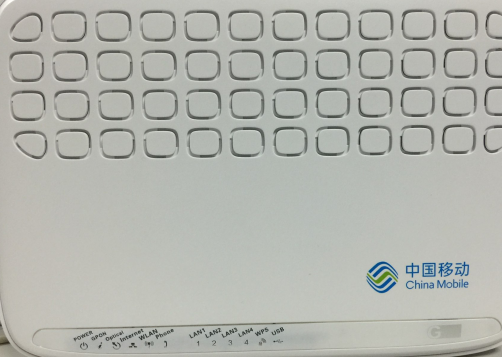 中国移动
China Mobile
POWER GPON Optical Internet WLAN Phone LAN1 LAN2 LAN3 LAN4 WPS USB
1 2 3 4
G